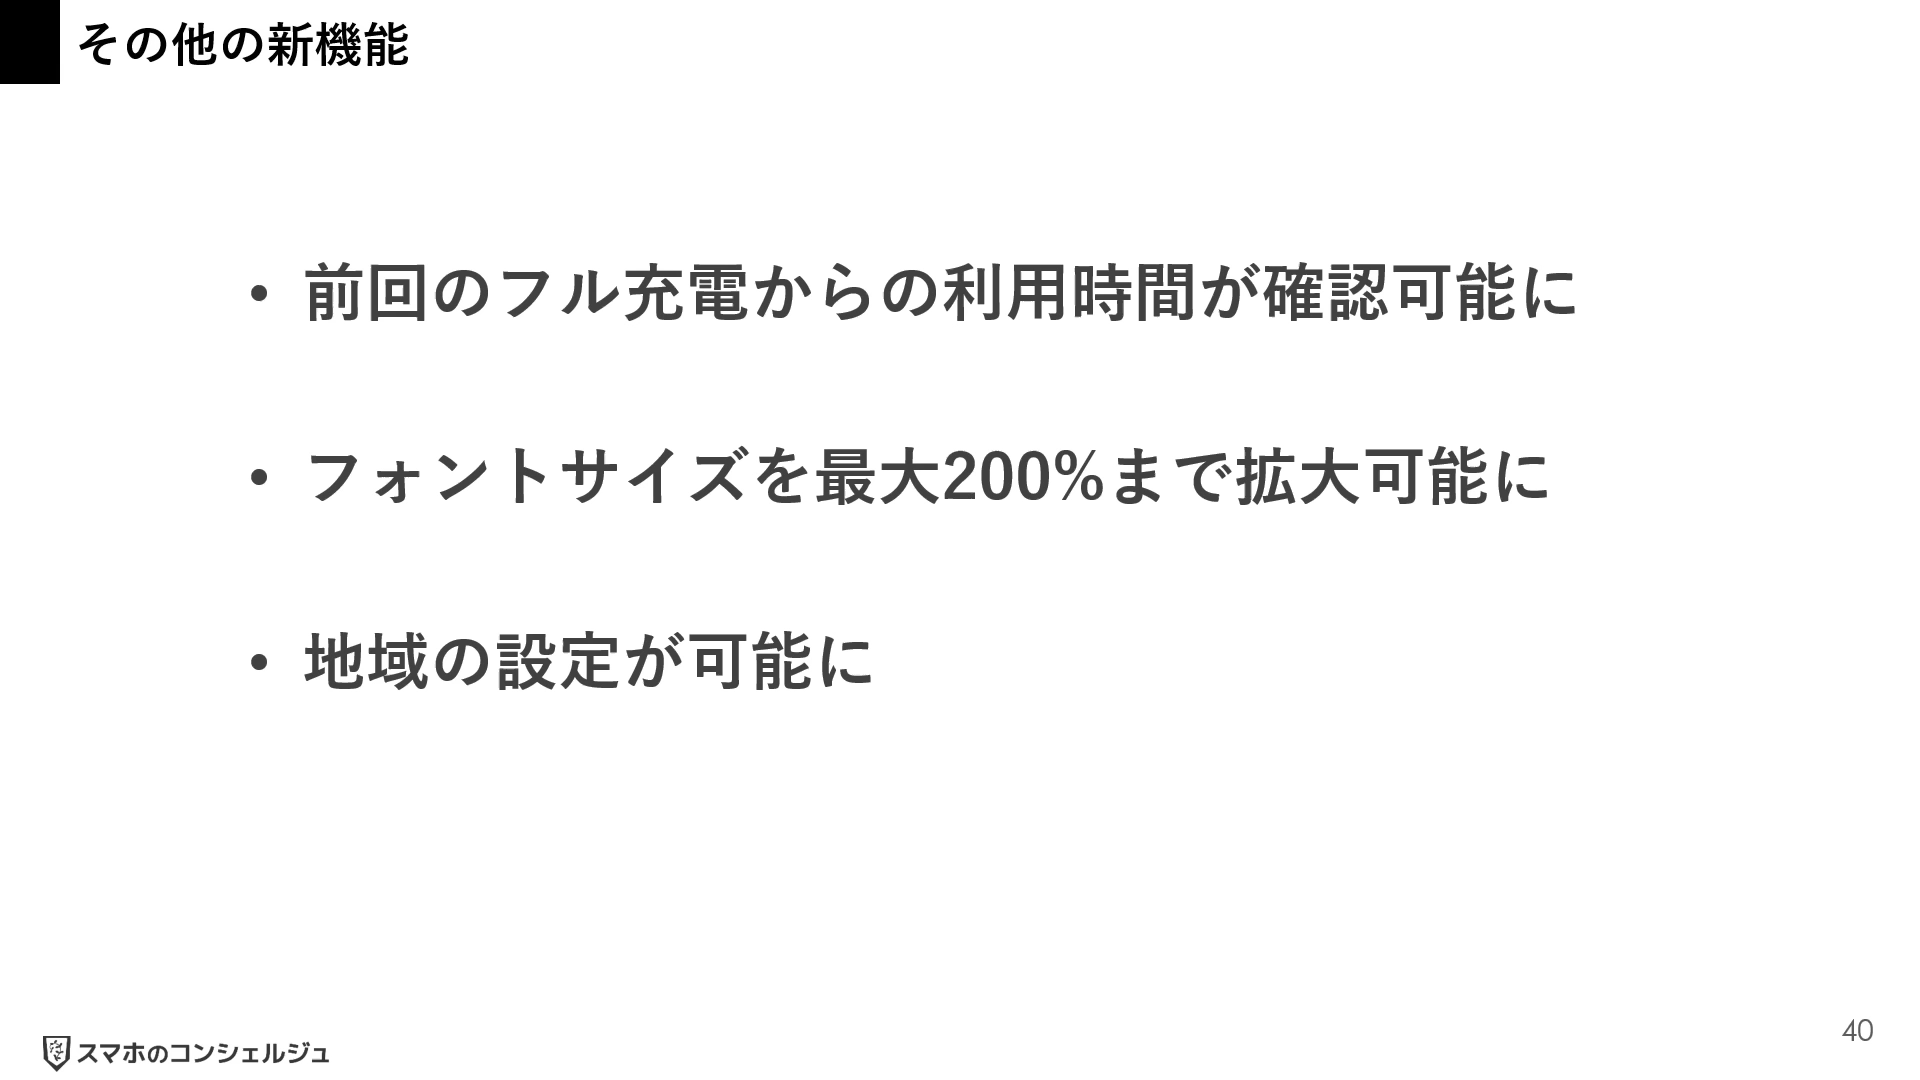 その他の新機能
• 前回のフル充電からの利用時間が確認可能に
• フォントサイズを最大200%まで拡大可能に
• 地域の設定が可能に
スマホのコンシェルジュ
40